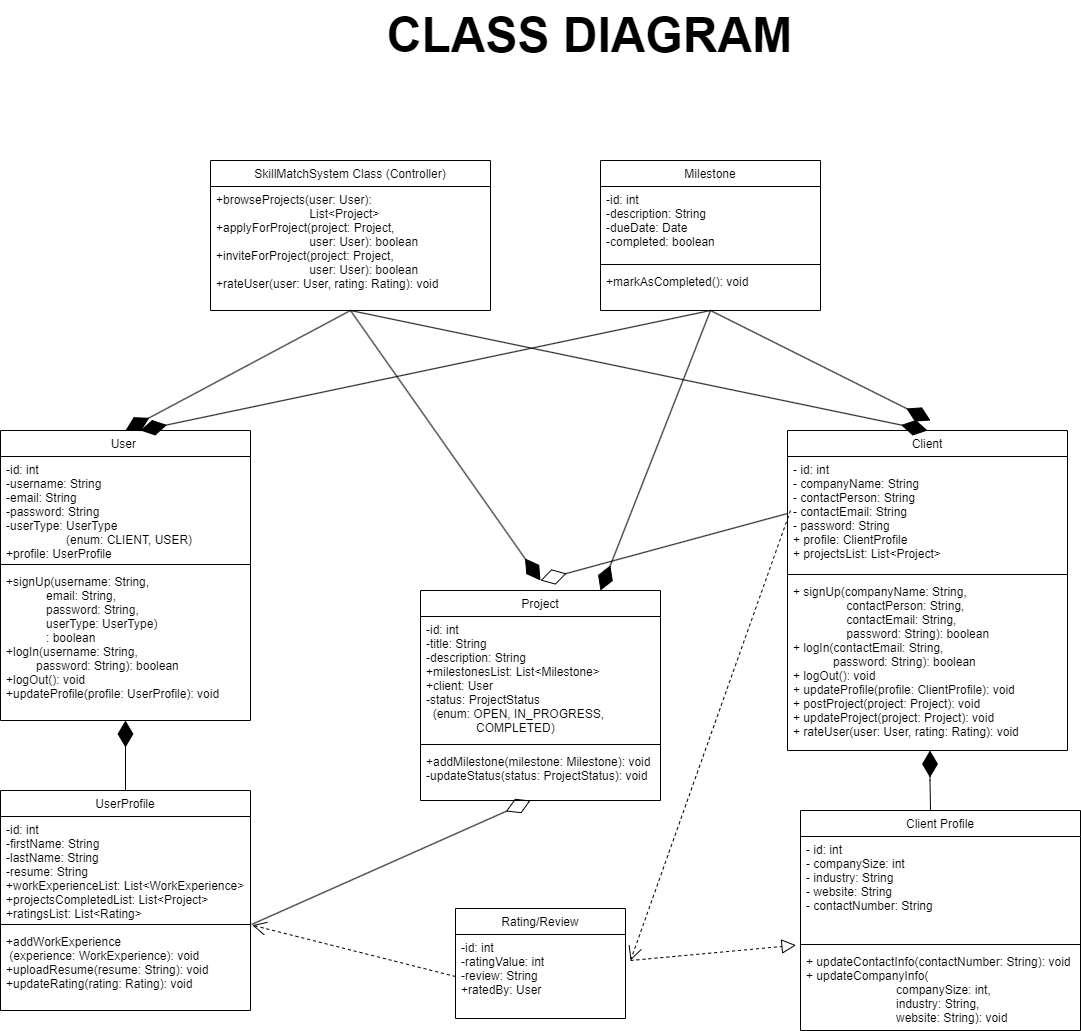 CLASS DIAGRAM
SkillMatchSystem Class (Controller)
+browseProjects(user: User):
List<Project>
+applyForProject(project: Project,
user: User): boolean
+inviteForProject(project: Project,
user: User): boolean
+rateUser(user: User, rating: Rating): void
Milestone
-id: int
-description: String
-dueDate: Date
-completed: boolean
+markAsCompleted(): void
User
-id: int
-username: String
-email: String
-password: String
-userType: UserType
(enum: CLIENT, USER)
+profile: UserProfile
+signUp(username: String,
email: String,
password: String,
userType: UserType)
: boolean
+logIn(username: String,
password: String): boolean
+logOut(): void
+updateProfile(profile: UserProfile): void
Client
- id: int
- companyName: String
- contactPerson: String
- contactEmail: String
- password: String
+ profile: ClientProfile
+ projectsList: List<Project>
+ signUp(companyName: String,
contactPerson: String,
contactEmail: String,
password: String): boolean
+ logIn(contactEmail: String,
password: String): boolean
+ logOut(): void
+ updateProfile(profile: ClientProfile): void
+ postProject(project: Project): void
+ updateProject(project: Project): void
+ rateUser(user: User, rating: Rating): void
Project
-id: int
-title: String
-description: String
+milestonesList: List<Milestone>
+client: User
-status: ProjectStatus
(enum: OPEN, IN_PROGRESS,
COMPLETED)
+addMilestone(milestone: Milestone): void
-updateStatus(status: ProjectStatus): void
UserProfile
-id: int
-firstName: String
-lastName: String
-resume: String
+workExperienceList: List<WorkExperience>
+projectsCompletedList: List<Project>
+ratingsList: List<Rating>
+addWorkExperience
(experience: WorkExperience): void
+uploadResume(resume: String): void
+updateRating(rating: Rating): void
Rating/Review
-id: int
-ratingValue: int
-review: String
+ratedBy: User
Client Profile
- id: int
- companySize: int
- industry: String
- website: String
- contactNumber: String
+ updateContactInfo(contactNumber: String): void
+ updateCompanyInfo(
companySize: int,
industry: String,
website: String): void